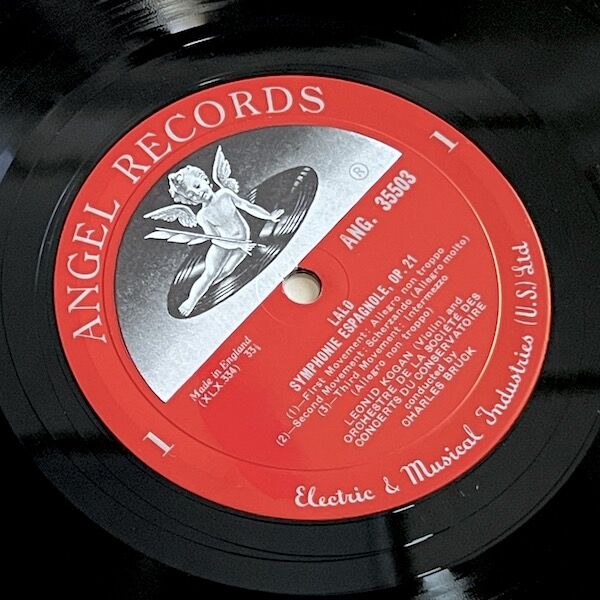 ANGEL RECORDS
®
ANG. 35503
1
1
Made in England
(XLX.354) 33⅓
LALO
SYMPHONIE ESPAGNOLE, OP. 21
(1)—First Movement: Allegro non troppo
(2)—Second Movement: Scherzando (Allegro molto)
(3)—Third Movement: Intermezzo
(Allegro non troppo)
LEONID KOGAN (Violin) and
ORCHESTRE DE LA SOCIÉTÉ DES
CONCERTS DU CONSERVATOIRE
conducted by
CHARLES BRUCK
Electric & Musical Industries (U.S.) Ltd